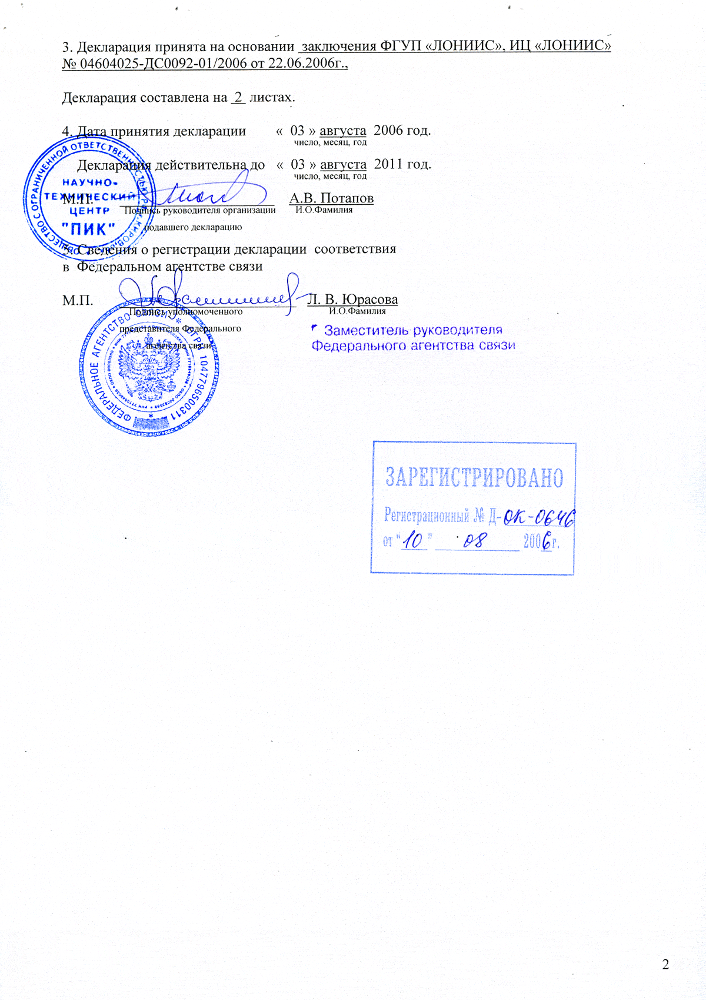 3. Декларация принята на основании заключения ФГУП «ЛОНИИС», ИЦ «ЛОНИИС»
№ 04604025-ДС0092-01/2006 от 22.06.2006г.,
Декларация составлена на 2 листах.
4. Дата принятия декларации « 03 » августа 2006 год.
число, месяц, год
Декларация действительна до « 03 » августа 2011 год.
число, месяц, год
М.П. А.В. Потапов
Подпись руководителя организации И.О.Фамилия
подавшего декларацию
ОБЩЕСТВО С ОГРАНИЧЕННОЙ ОТВЕТСТВЕННОСТЬЮ
НАУЧНО-
ТЕХНИЧЕСКИЙ
ЦЕНТР
"ПИК"
5. Сведения о регистрации декларации соответствия
в Федеральном агентстве связи
М.П. Л. В. Юрасова
Подпись уполномоченного И.О.Фамилия
представителя Федерального
агентства связи
Заместитель руководителя
Федерального агентства связи
ФЕДЕРАЛЬНОЕ АГЕНТСТВО СВЯЗИ * ОГРН 1047796500311 *
ЗАРЕГИСТРИРОВАНО
Регистрационный № Д-ОК-0646
от “10” 08 2006г.
2